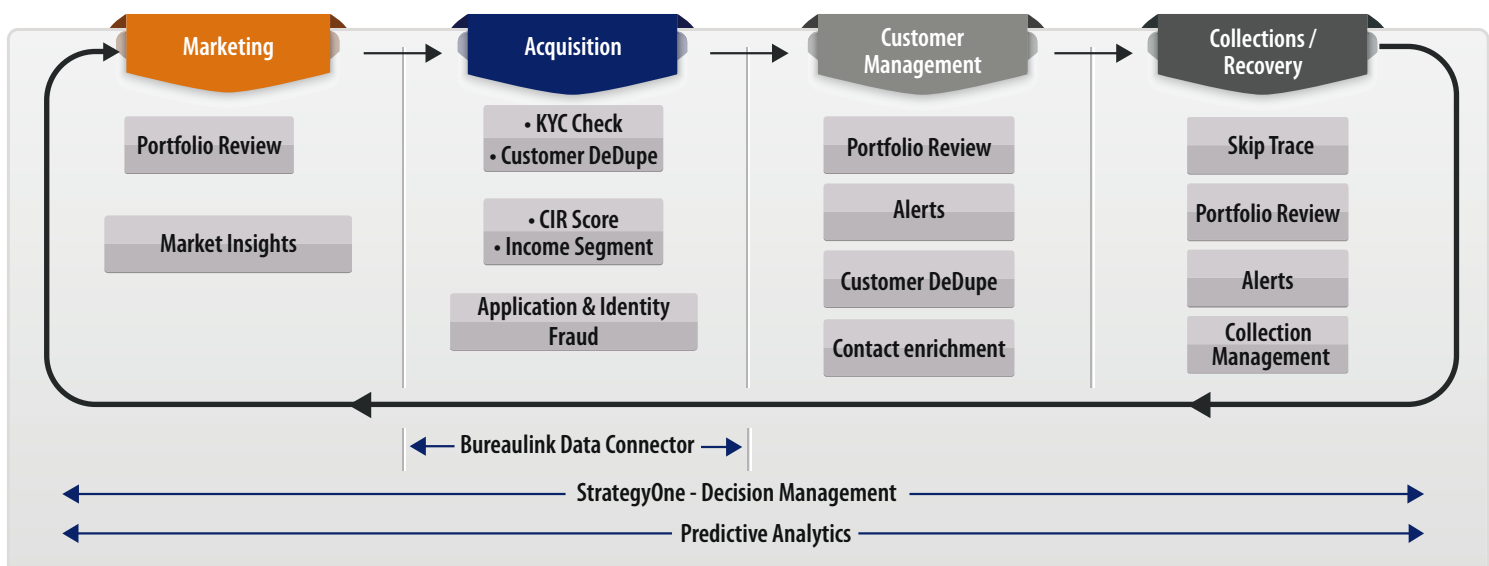 Marketing
Acquisition
Customer
Management
Collections /
Recovery
Portfolio Review
Market Insights
• KYC Check
• Customer DeDupe
• CIR Score
• Income Segment
Application & Identity
Fraud
Portfolio Review
Alerts
Customer DeDupe
Contact enrichment
Skip Trace
Portfolio Review
Alerts
Collection
Management
Bureaulink Data Connector
StrategyOne - Decision Management
Predictive Analytics